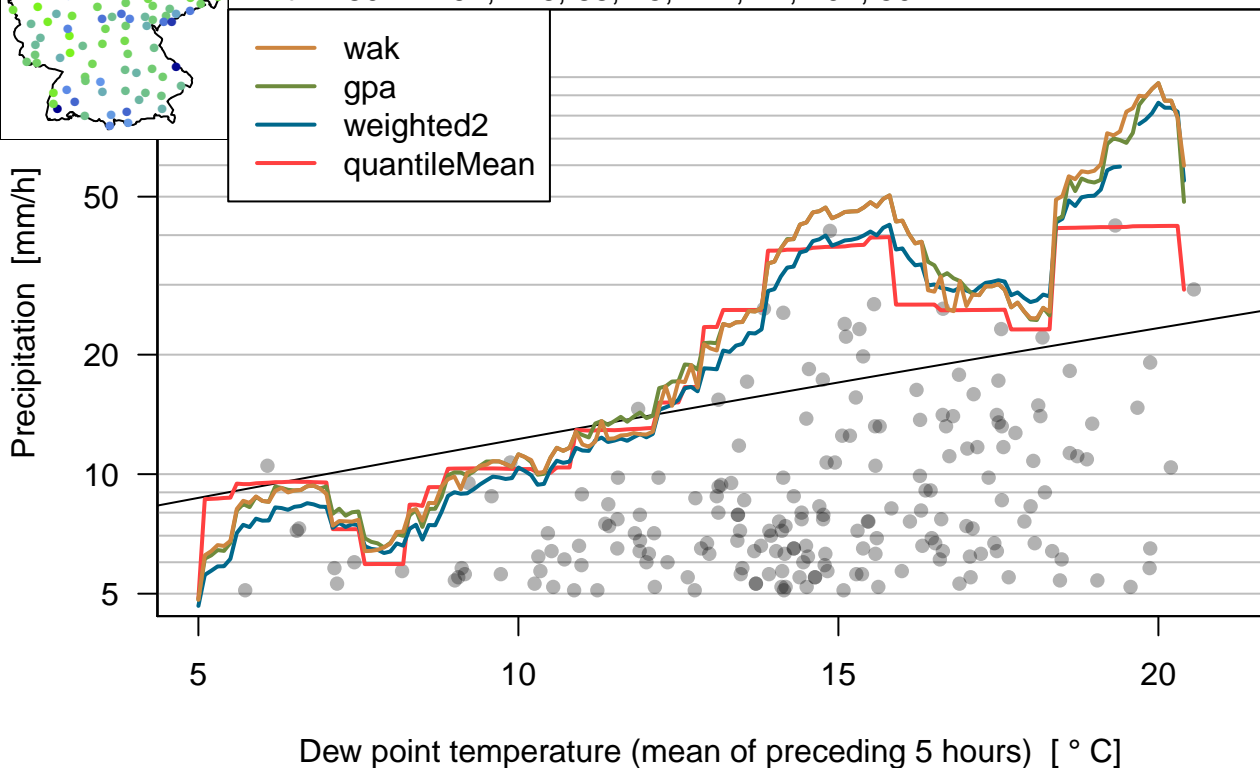 wak
gpa
weighted2
quantileMean
Precipitation [mm/h]
50
20
10
5
5 10 15 20
Dew point temperature (mean of preceding 5 hours) [ ° C]